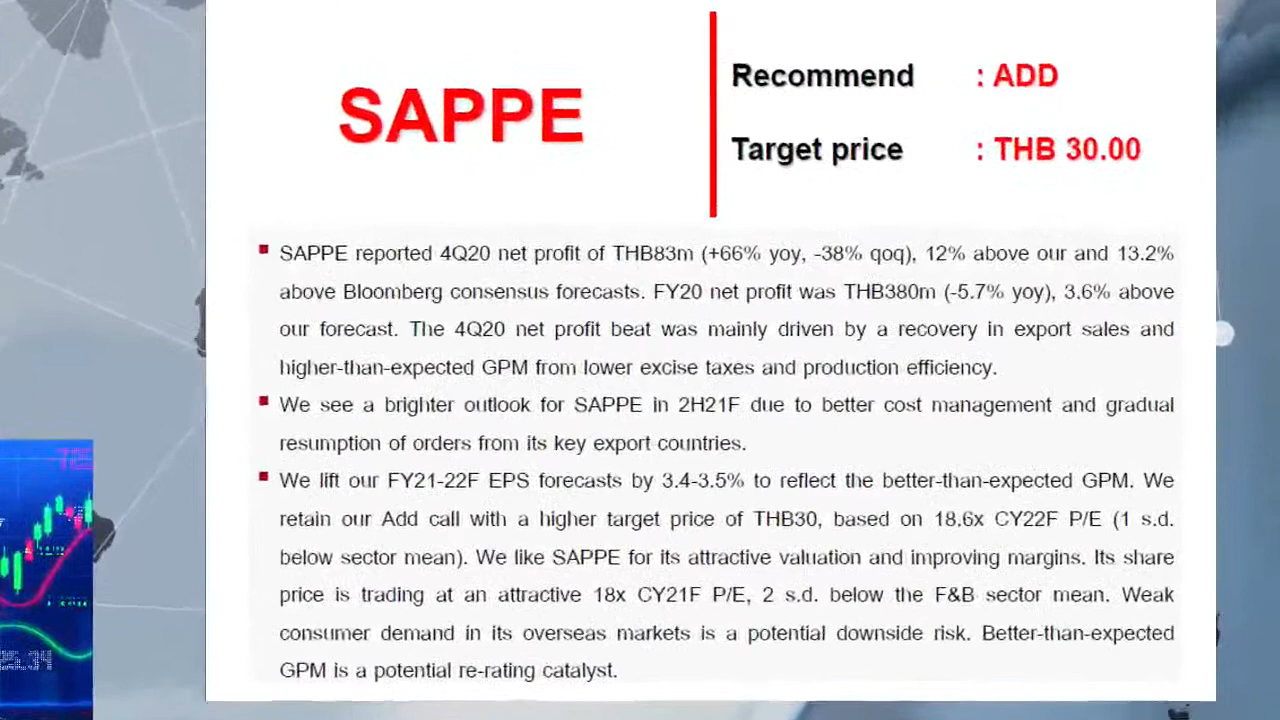 SAPPE
Recommend : ADD
Target price : THB 30.00
SAPPE reported 4Q20 net profit of THB83m (+66% yoy, -38% qoq), 12% above our and 13.2%
above Bloomberg consensus forecasts. FY20 net profit was THB380m (-5.7% yoy), 3.6% above
our forecast. The 4Q20 net profit beat was mainly driven by a recovery in export sales and
higher-than-expected GPM from lower excise taxes and production efficiency.
We see a brighter outlook for SAPPE in 2H21F due to better cost management and gradual
resumption of orders from its key export countries.
We lift our FY21-22F EPS forecasts by 3.4-3.5% to reflect the better-than-expected GPM. We
retain our Add call with a higher target price of THB30, based on 18.6x CY22F P/E (1 s.d.
below sector mean). We like SAPPE for its attractive valuation and improving margins. Its share
price is trading at an attractive 18x CY21F P/E, 2 s.d. below the F&B sector mean. Weak
consumer demand in its overseas markets is a potential downside risk. Better-than-expected
GPM is a potential re-rating catalyst.
25.34